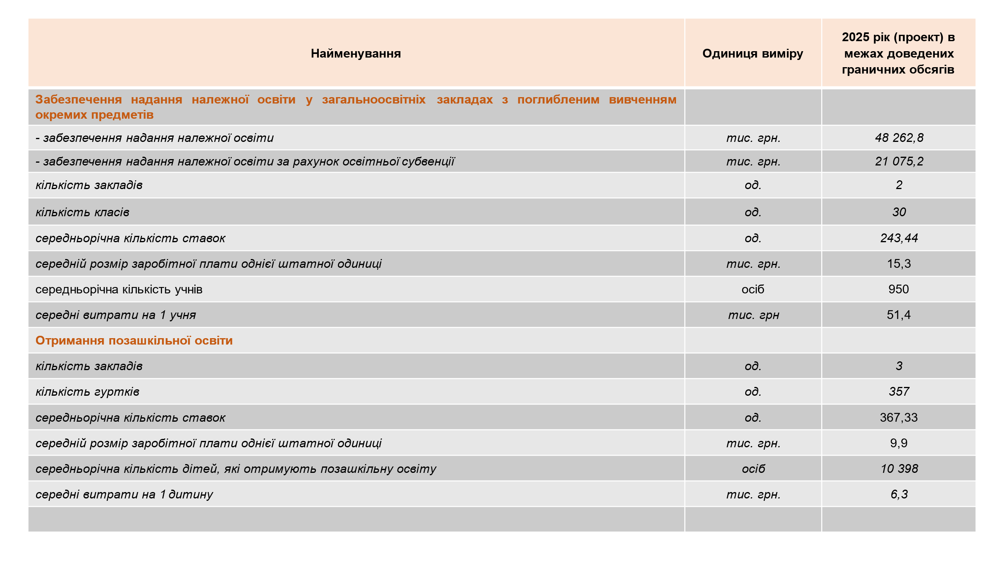 Найменування
Одиниця виміру
2025 рік (проект) в
межах доведених
граничних обсягів
Забезпечення надання належної освіти у загальноосвітніх закладах з поглибленим вивченням
окремих предметів
- забезпечення надання належної освіти тис. грн. 48 262,8
- забезпечення надання належної освіти за рахунок освітньої субвенції тис. грн. 21 075,2
кількість закладів од. 2
кількість класів од. 30
середньорічна кількість ставок од. 243,44
середній розмір заробітної плати однієї штатної одиниці тис. грн. 15,3
середньорічна кількість учнів осіб 950
середні витрати на 1 учня тис. грн 51,4
Отримання позашкільної освіти
кількість закладів од. 3
кількість гуртків од. 357
середньорічна кількість ставок од. 367,33
середній розмір заробітної плати однієї штатної одиниці тис. грн. 9,9
середньорічна кількість дітей, які отримують позашкільну освіту осіб 10 398
середні витрати на 1 дитину тис. грн. 6,3